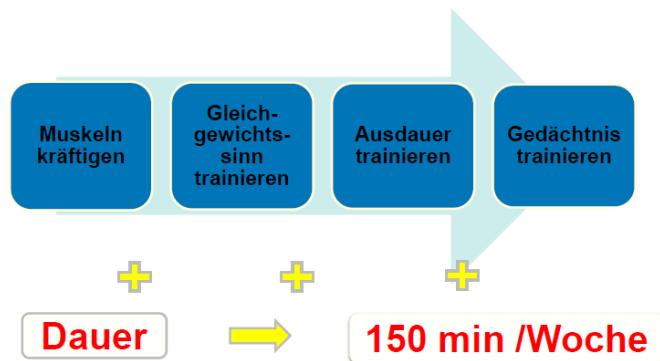 Muskeln
kräftigen
Gleich-
gewichts-
sinn
trainieren
Ausdauer
trainieren
Gedächtnis
trainieren
Dauer
150 min /Woche